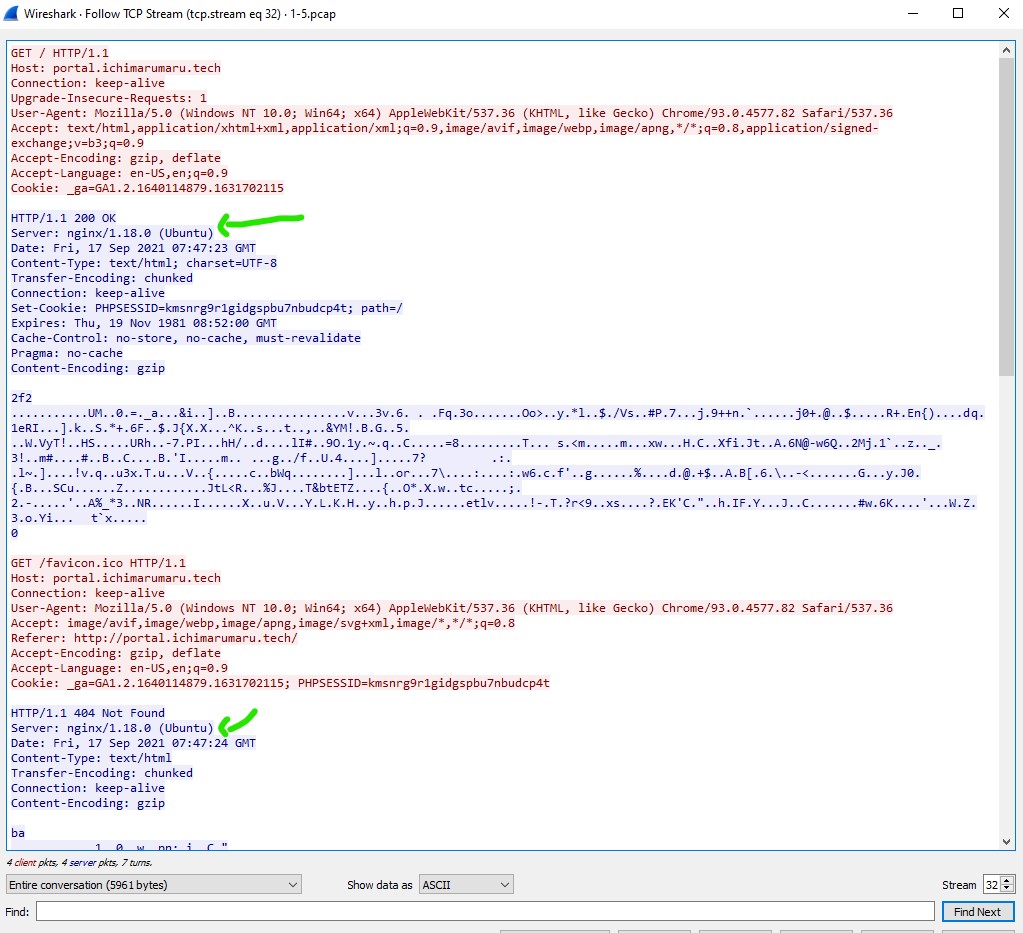 Wireshark · Follow TCP Stream (tcp.stream eq 32) · 1-5.pcap
GET / HTTP/1.1
Host: portal.ichimarumaru.tech
Connection: keep-alive
Upgrade-Insecure-Requests: 1
User-Agent: Mozilla/5.0 (Windows NT 10.0; Win64; x64) AppleWebKit/537.36 (KHTML, like Gecko) Chrome/93.0.4577.82 Safari/537.36
Accept: text/html,application/xhtml+xml,application/xml;q=0.9,image/avif,image/webp,image/apng,*/*;q=0.8,application/signed-
exchange;v=b3;q=0.9
Accept-Encoding: gzip, deflate
Accept-Language: en-US,en;q=0.9
Cookie: _ga=GA1.2.1640114879.1631702115
HTTP/1.1 200 OK
Server: nginx/1.18.0 (Ubuntu)
Date: Fri, 17 Sep 2021 07:47:23 GMT
Content-Type: text/html; charset=UTF-8
Transfer-Encoding: chunked
Connection: keep-alive
Set-Cookie: PHPSESSID=kmsnrg9r1gidgspbu7nbudcp4t; path=/
Expires: Thu, 19 Nov 1981 08:52:00 GMT
Cache-Control: no-store, no-cache, must-revalidate
Pragma: no-cache
Content-Encoding: gzip
2f2
...........UM..0.=._a...&i..]..B...............v...3v.6. . .Fq.3o.......Oo>..y.*l..$./Vs..#P.7...j.9++n.`......j0+.@..$.....R+.En{)....dq.
1eRI...].k..S.*+.6F..$.J{X.X...^K..s...t..,..&YM!.B.G..5.
..W.VyT!..HS.....URh..-7.PI...hH/..d....lI#..9O.1y.~.q..C.....=8.........T... s.<m.....m...xw...H.C..Xfi.Jt..A.6N@-w6Q..2Mj.1`..z.._.
3!..m#....#..B..C....B.'I.....m.. ...g../f..U.4....].....7? .:.
.l~.]....!v.q..u3x.T.u...V..{.....c..bWq........]...l..or...7\....:....:.w6.c.f'..g......%....d.@.+$..A.B[.6.\..-<......G...y.J0.
{.B...SCu......Z............JtL<R...%J....T&btETZ....{..O*.X.w..tc.....;.
2.-.....'..A%_*3..NR......I......X..u.V...Y.L.K.H..y..h.p.J......etlv.....!-.T.?r<9..xs....?.EK'C."..h.IF.Y...J..C.......#w.6K....'...W.Z.
3.o.Yi... t`x.....
0
GET /favicon.ico HTTP/1.1
Host: portal.ichimarumaru.tech
Connection: keep-alive
User-Agent: Mozilla/5.0 (Windows NT 10.0; Win64; x64) AppleWebKit/537.36 (KHTML, like Gecko) Chrome/93.0.4577.82 Safari/537.36
Accept: image/avif,image/webp,image/apng,image/svg+xml,image/*,*/*;q=0.8
Referer: http://portal.ichimarumaru.tech/
Accept-Encoding: gzip, deflate
Accept-Language: en-US,en;q=0.9
Cookie: _ga=GA1.2.1640114879.1631702115; PHPSESSID=kmsnrg9r1gidgspbu7nbudcp4t
HTTP/1.1 404 Not Found
Server: nginx/1.18.0 (Ubuntu)
Date: Fri, 17 Sep 2021 07:47:24 GMT
Content-Type: text/html
Transfer-Encoding: chunked
Connection: keep-alive
Content-Encoding: gzip
ba
4 client pkts, 4 server pkts, 7 turns.
Entire conversation (5961 bytes) Show data as ASCII Stream 32
Find: Find Next